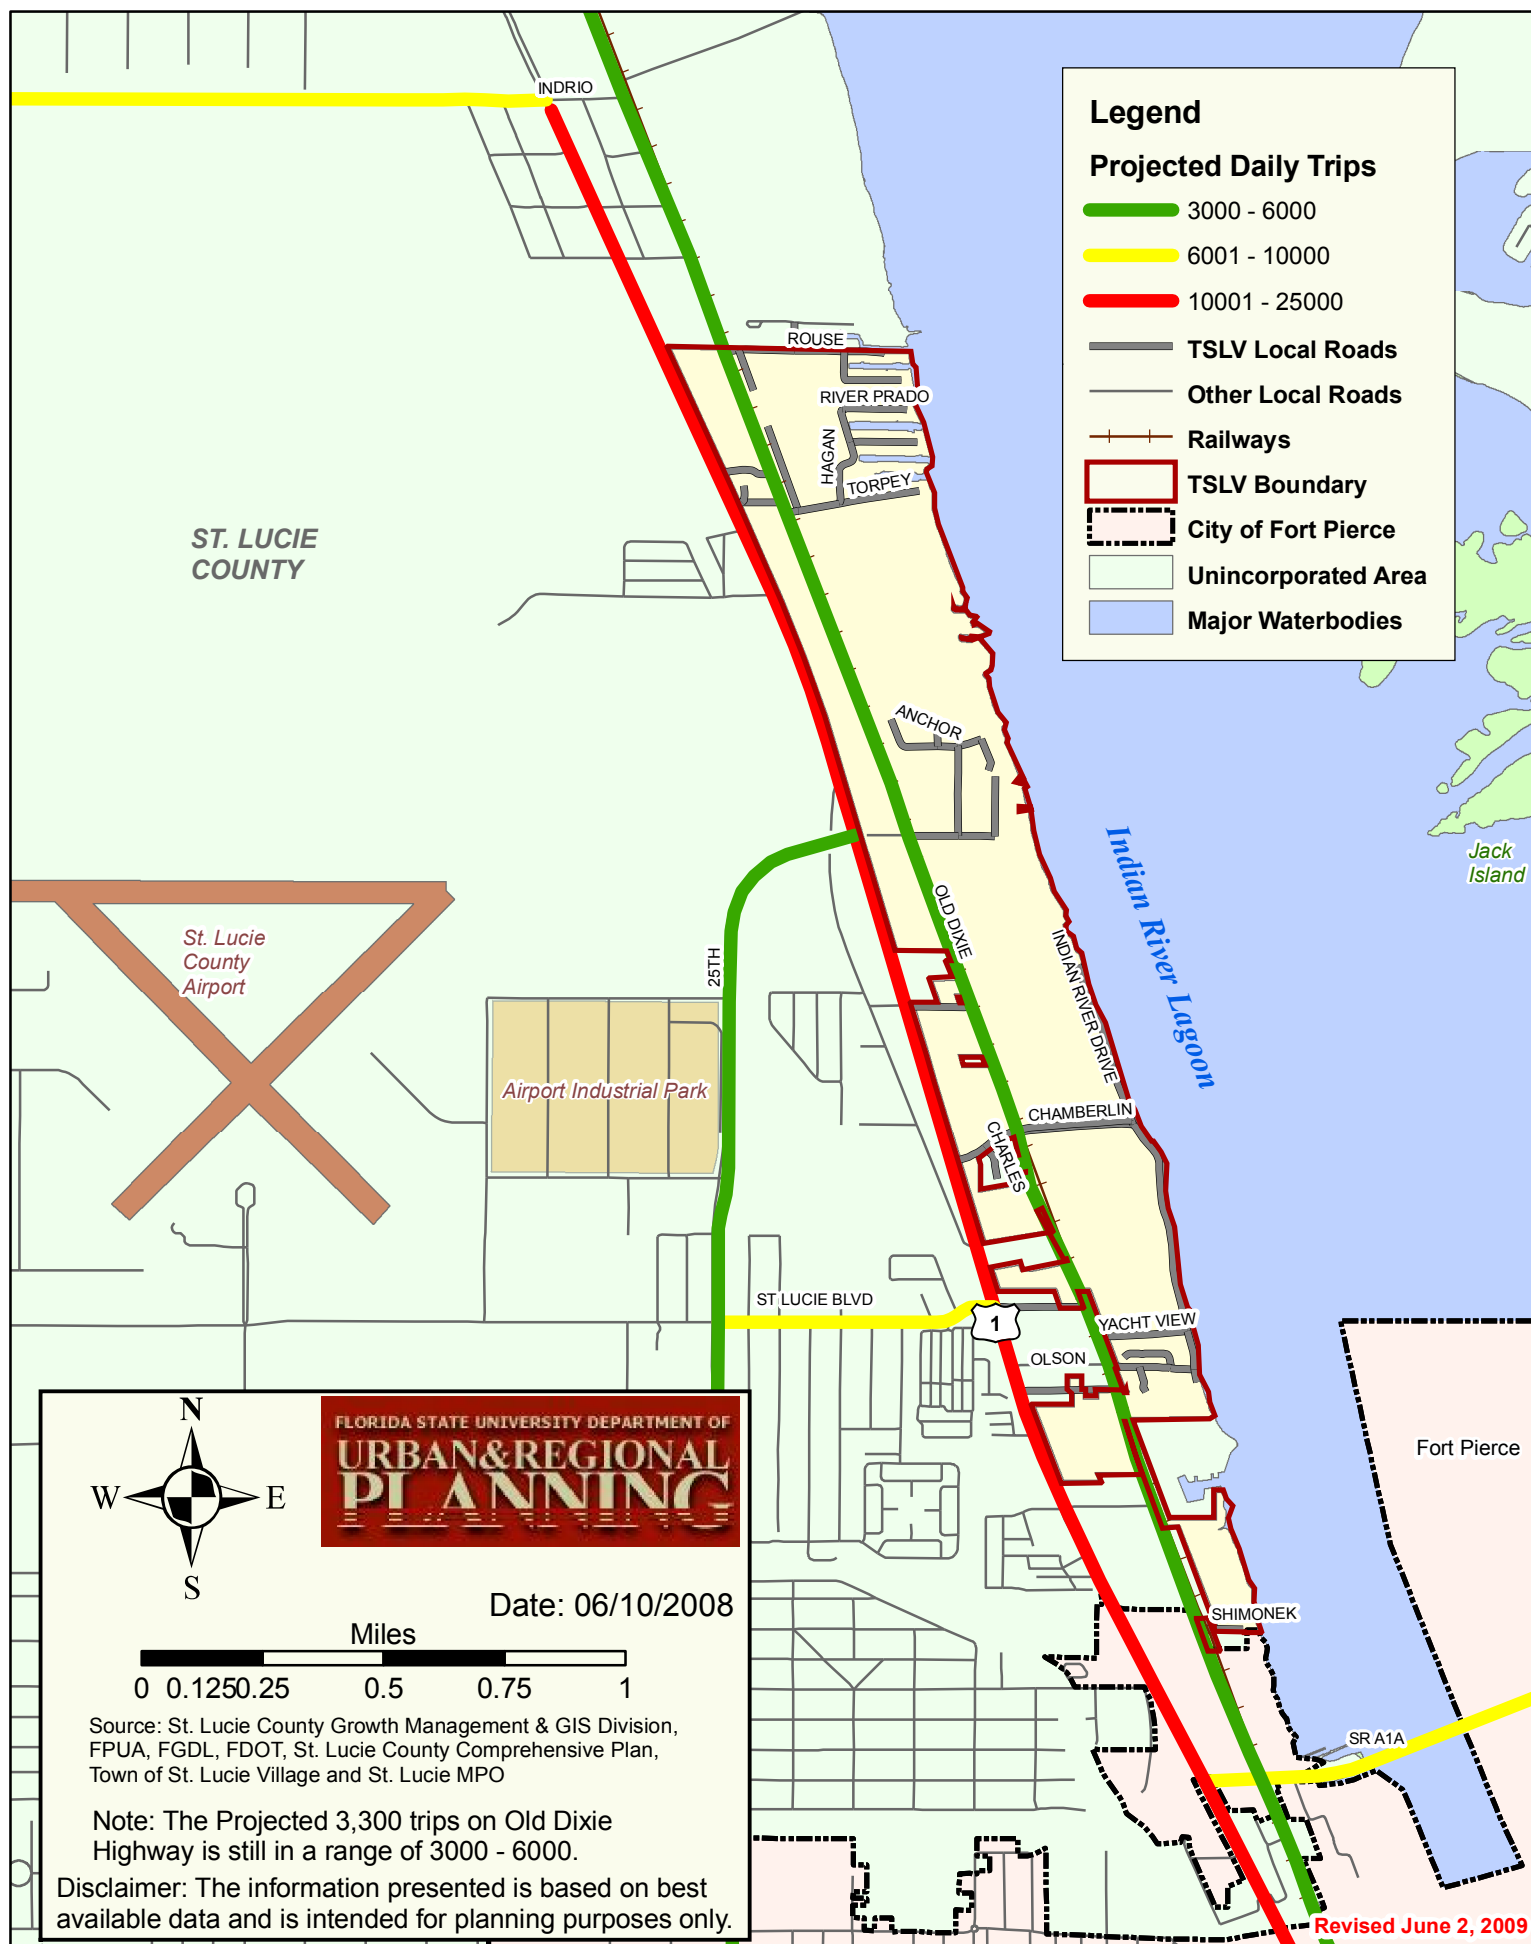 INDRIO
Legend
Projected Daily Trips
3000 - 6000
6001 - 10000
10001 - 25000
TSLV Local Roads
Other Local Roads
Railways
TSLV Boundary
City of Fort Pierce
Unincorporated Area
Major Waterbodies
ROUSE
RIVER PRADO
HAGAN
TORPEY
ST. LUCIE
COUNTY
ANCHOR
Indian River Lagoon
Jack
Island
OLD DIXIE
St. Lucie
County
Airport
25TH
INDIAN RIVER DRIVE
Airport Industrial Park
CHAMBERLIN
CHARLES
ST LUCIE BLVD
1
YACHT VIEW
OLSON
Fort Pierce
SHIMONEK
SR A1A
N
W
E
S
FLORIDA STATE UNIVERSITY DEPARTMENT OF
URBAN&REGIONAL
PLANNING
Date: 06/10/2008
Miles
0 0.125 0.25 0.5 0.75 1
Source: St. Lucie County Growth Management & GIS Division,
FPUA, FGDL, FDOT, St. Lucie County Comprehensive Plan,
Town of St. Lucie Village and St. Lucie MPO
Note: The Projected 3,300 trips on Old Dixie
Highway is still in a range of 3000 - 6000.
Disclaimer: The information presented is based on best
available data and is intended for planning purposes only.
Revised June 2, 2009